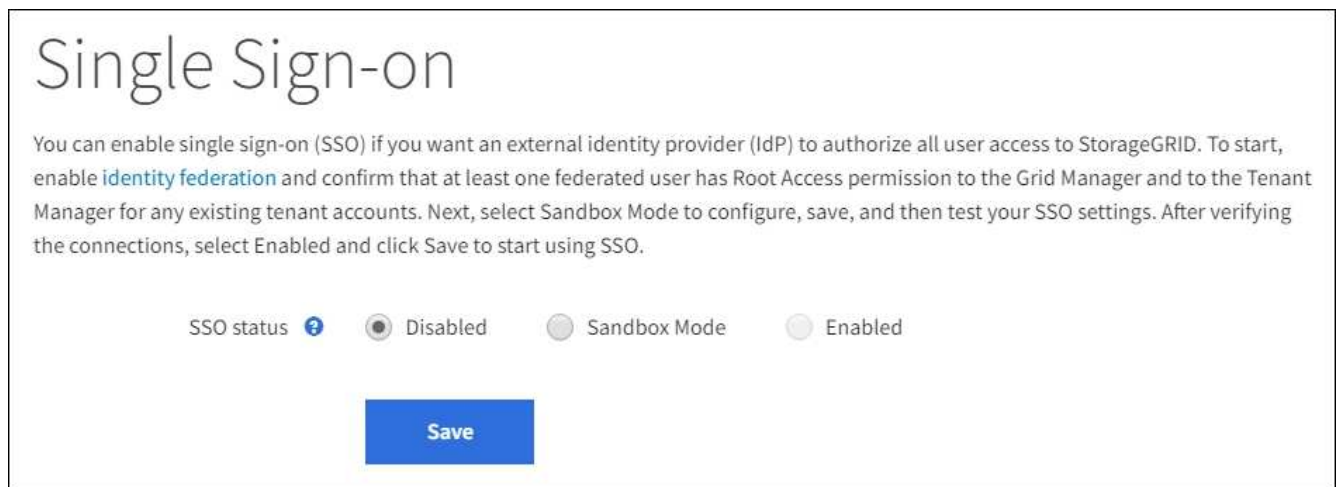 Single Sign-on
You can enable single sign-on (SSO) if you want an external identity provider (IdP) to authorize all user access to StorageGRID. To start,
enable identity federation and confirm that at least one federated user has Root Access permission to the Grid Manager and to the Tenant
Manager for any existing tenant accounts. Next, select Sandbox Mode to configure, save, and then test your SSO settings. After verifying
the connections, select Enabled and click Save to start using SSO.
SSO status ? Disabled Sandbox Mode Enabled
Save